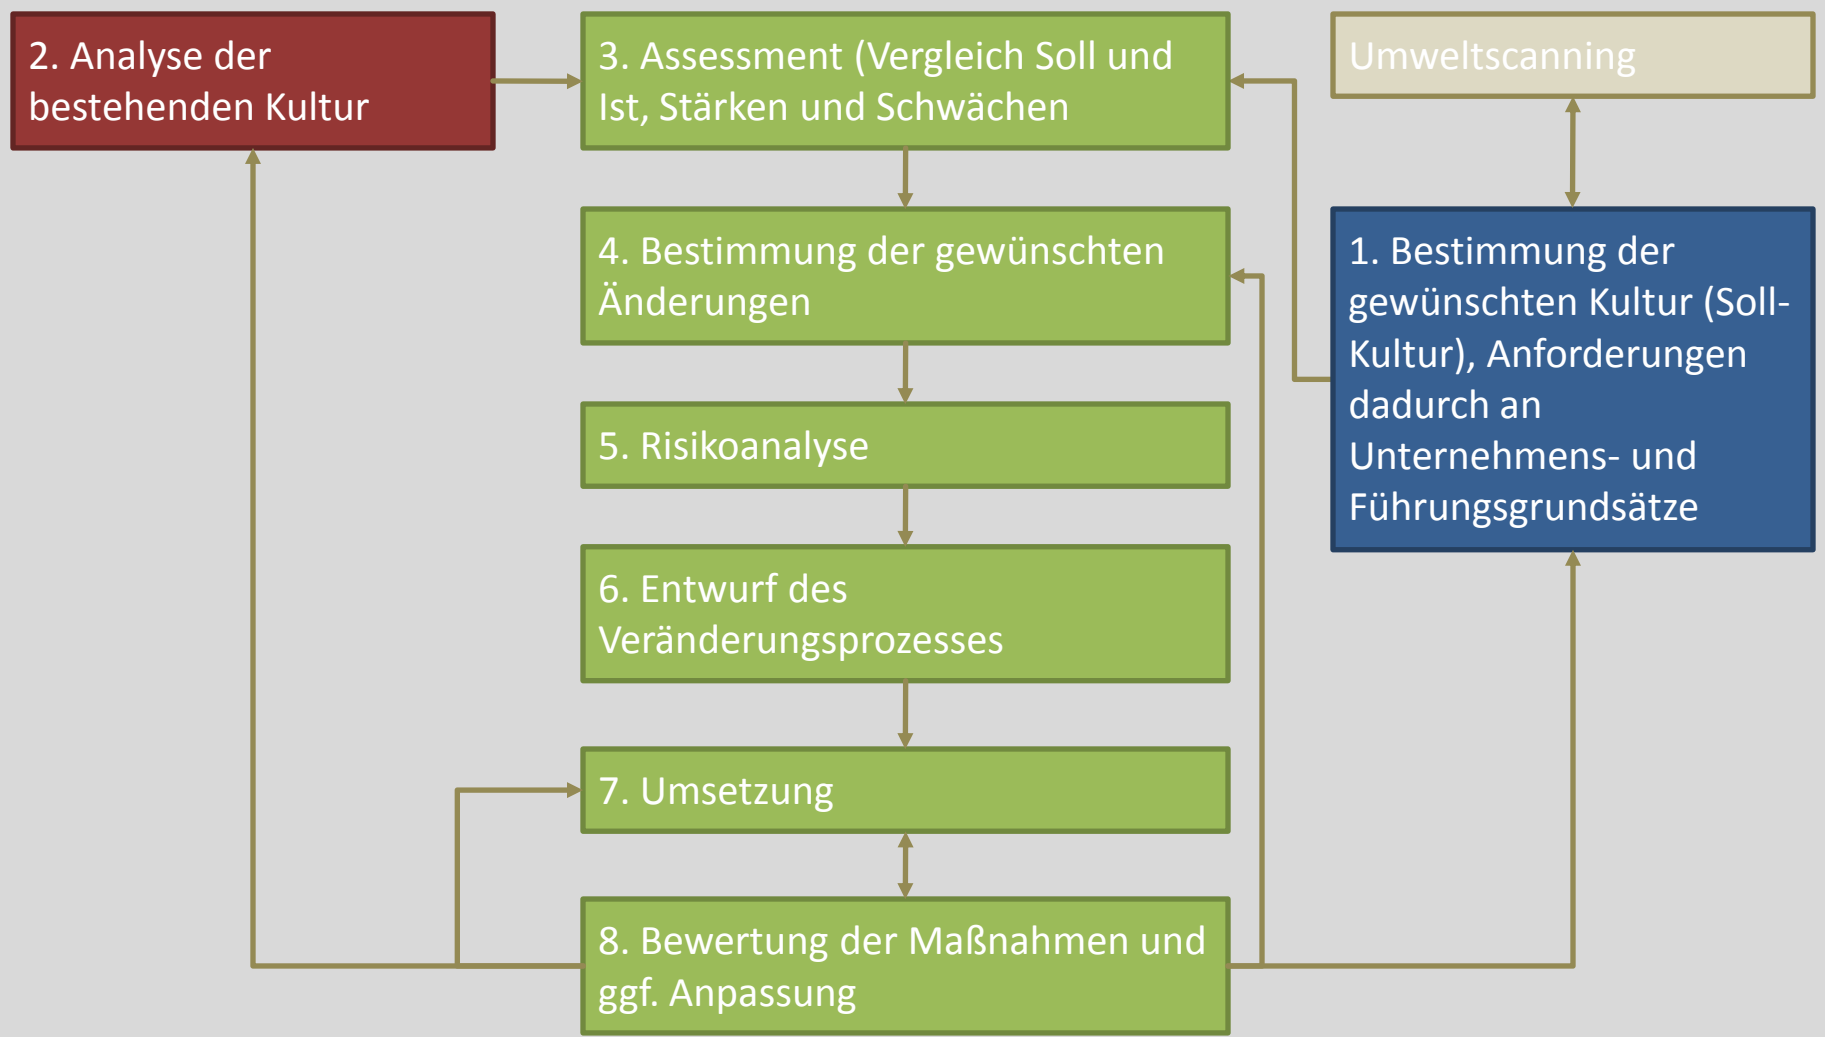 2. Analyse der
bestehenden Kultur
3. Assessment (Vergleich Soll und
Ist, Stärken und Schwächen
Umweltscanning
4. Bestimmung der gewünschten
Änderungen
1. Bestimmung der
gewünschten Kultur (Soll-
Kultur), Anforderungen
dadurch an
Unternehmens- und
Führungsgrundsätze
5. Risikoanalyse
6. Entwurf des
Veränderungsprozesses
7. Umsetzung
8. Bewertung der Maßnahmen und
ggf. Anpassung